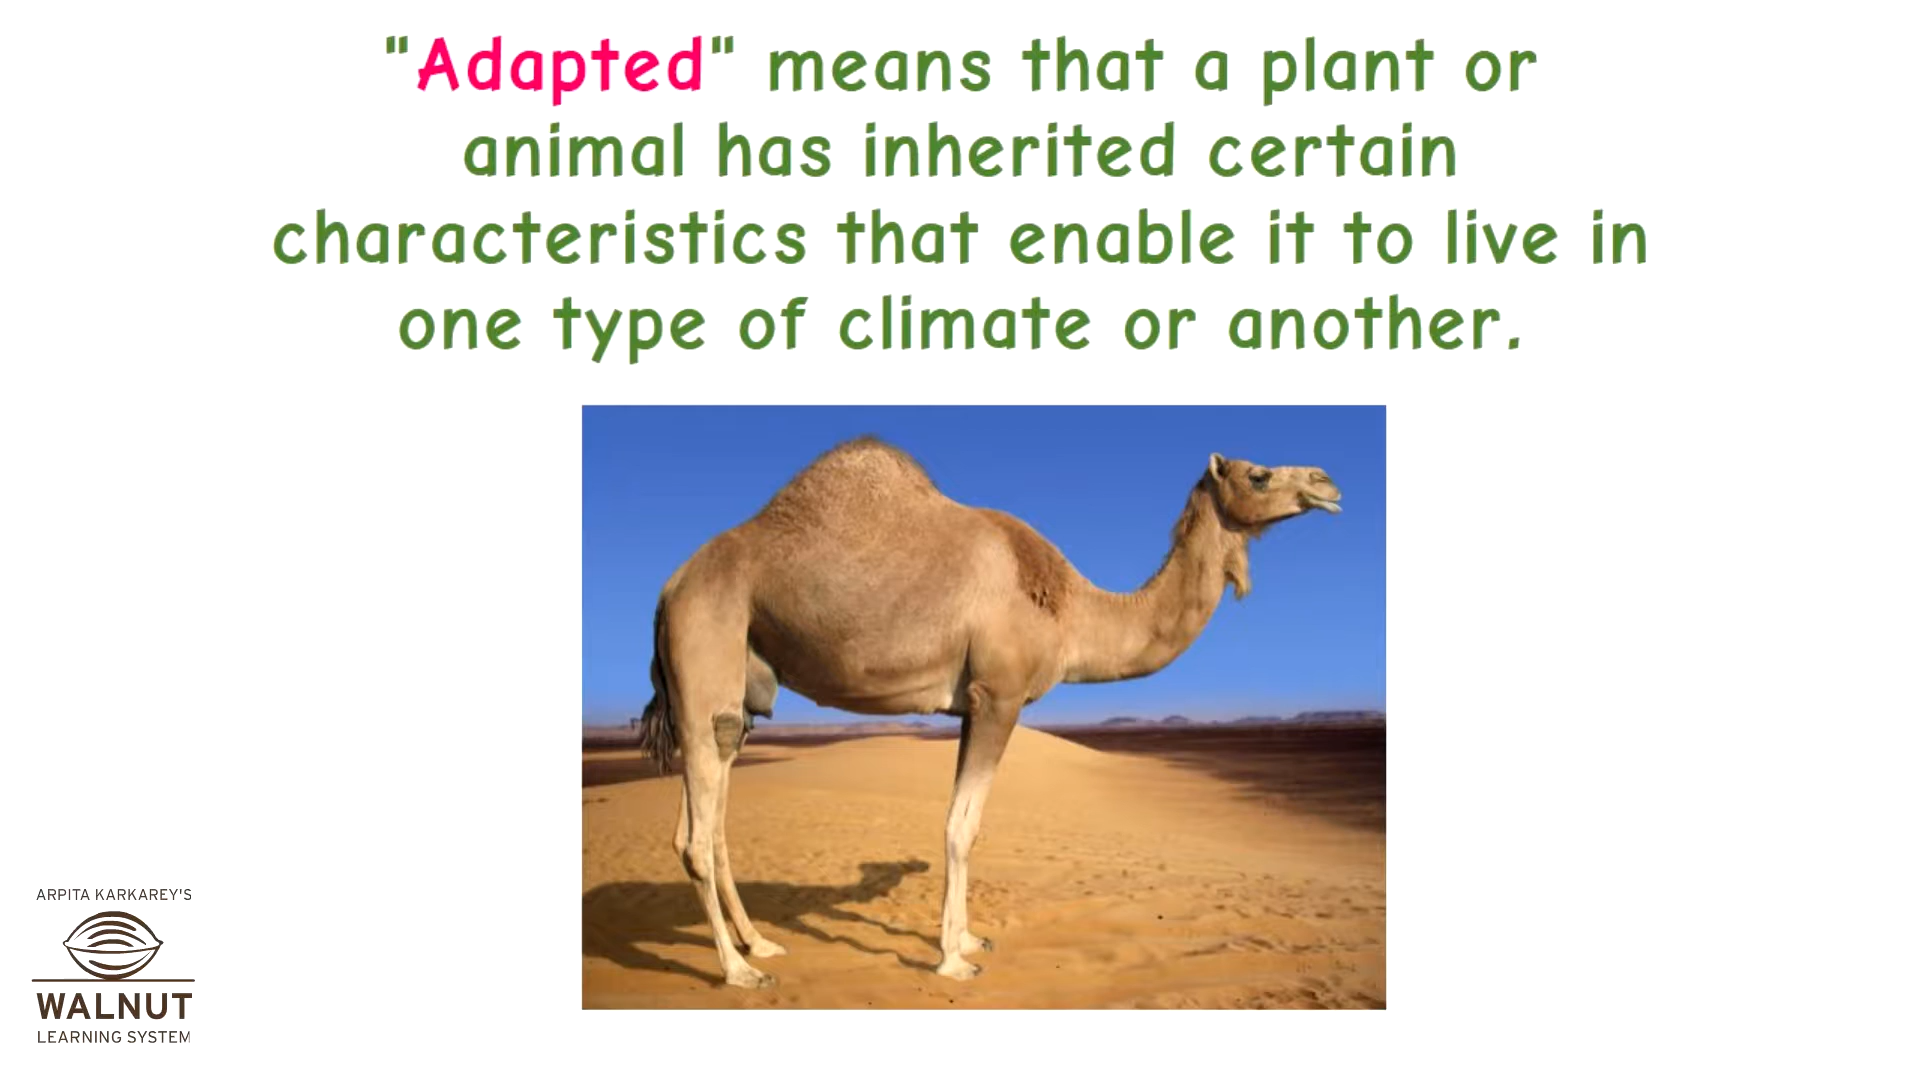 "Adapted" means that a plant or
animal has inherited certain
characteristics that enable it to live in
one type of climate or another.
ARPITA KARKAREY'S
WALNUT
LEARNING SYSTEM